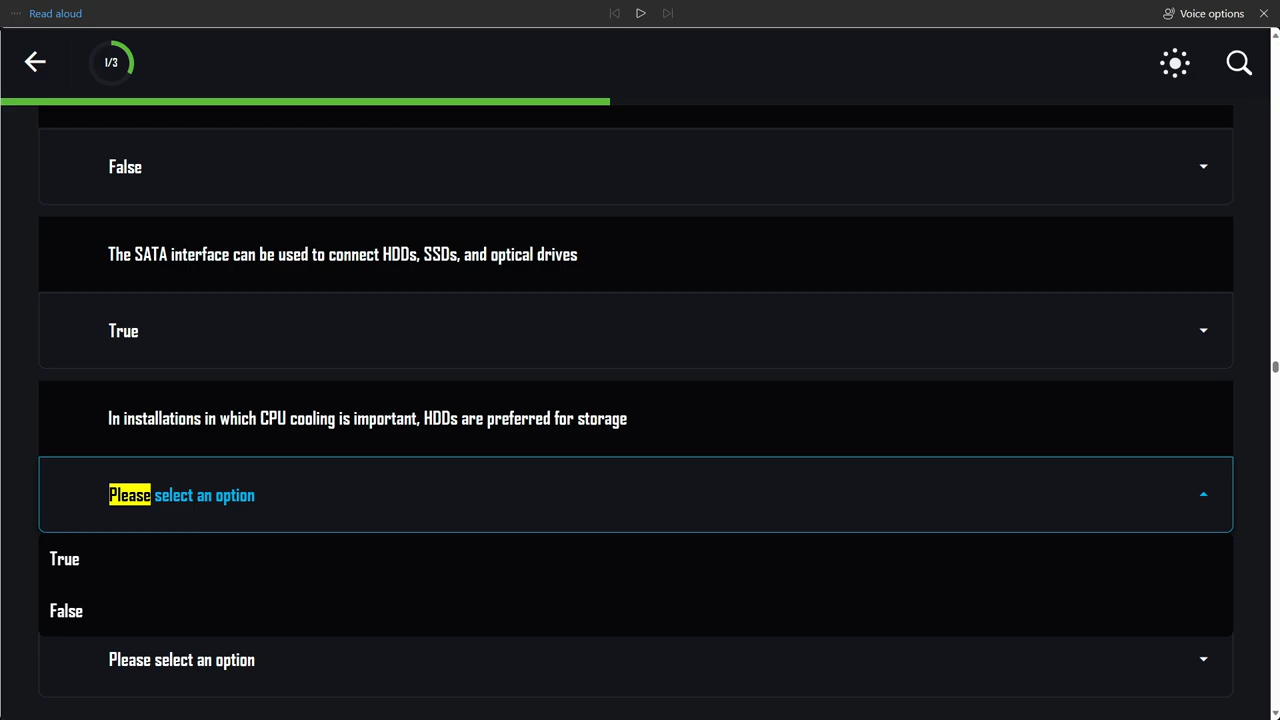 Read aloud
Voice options
1/3
False
The SATA interface can be used to connect HDDs, SSDs, and optical drives
True
In installations in which CPU cooling is important, HDDs are preferred for storage
Please select an option
True
False
Please select an option